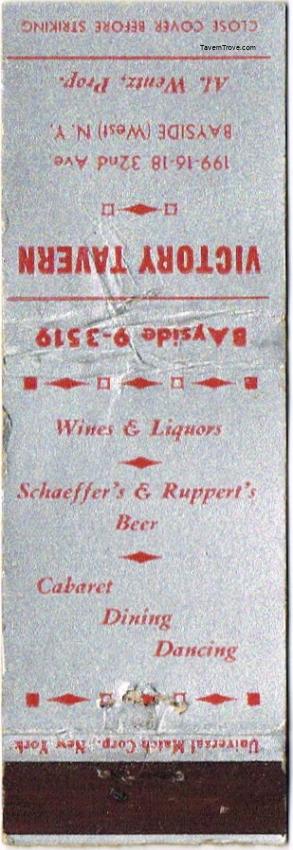 TavernTrove.com
CLOSE COVER BEFORE STRIKING
VICTORY TAVERN
199-16-18 32nd Ave
BAYSIDE (West) N. Y.
Al. Wentz, Prop.
BAyside 9-3519
Wines & Liquors
Schaeffer's & Ruppert's
Beer
Cabaret
Dining
Dancing
Universal Match Corp., New York